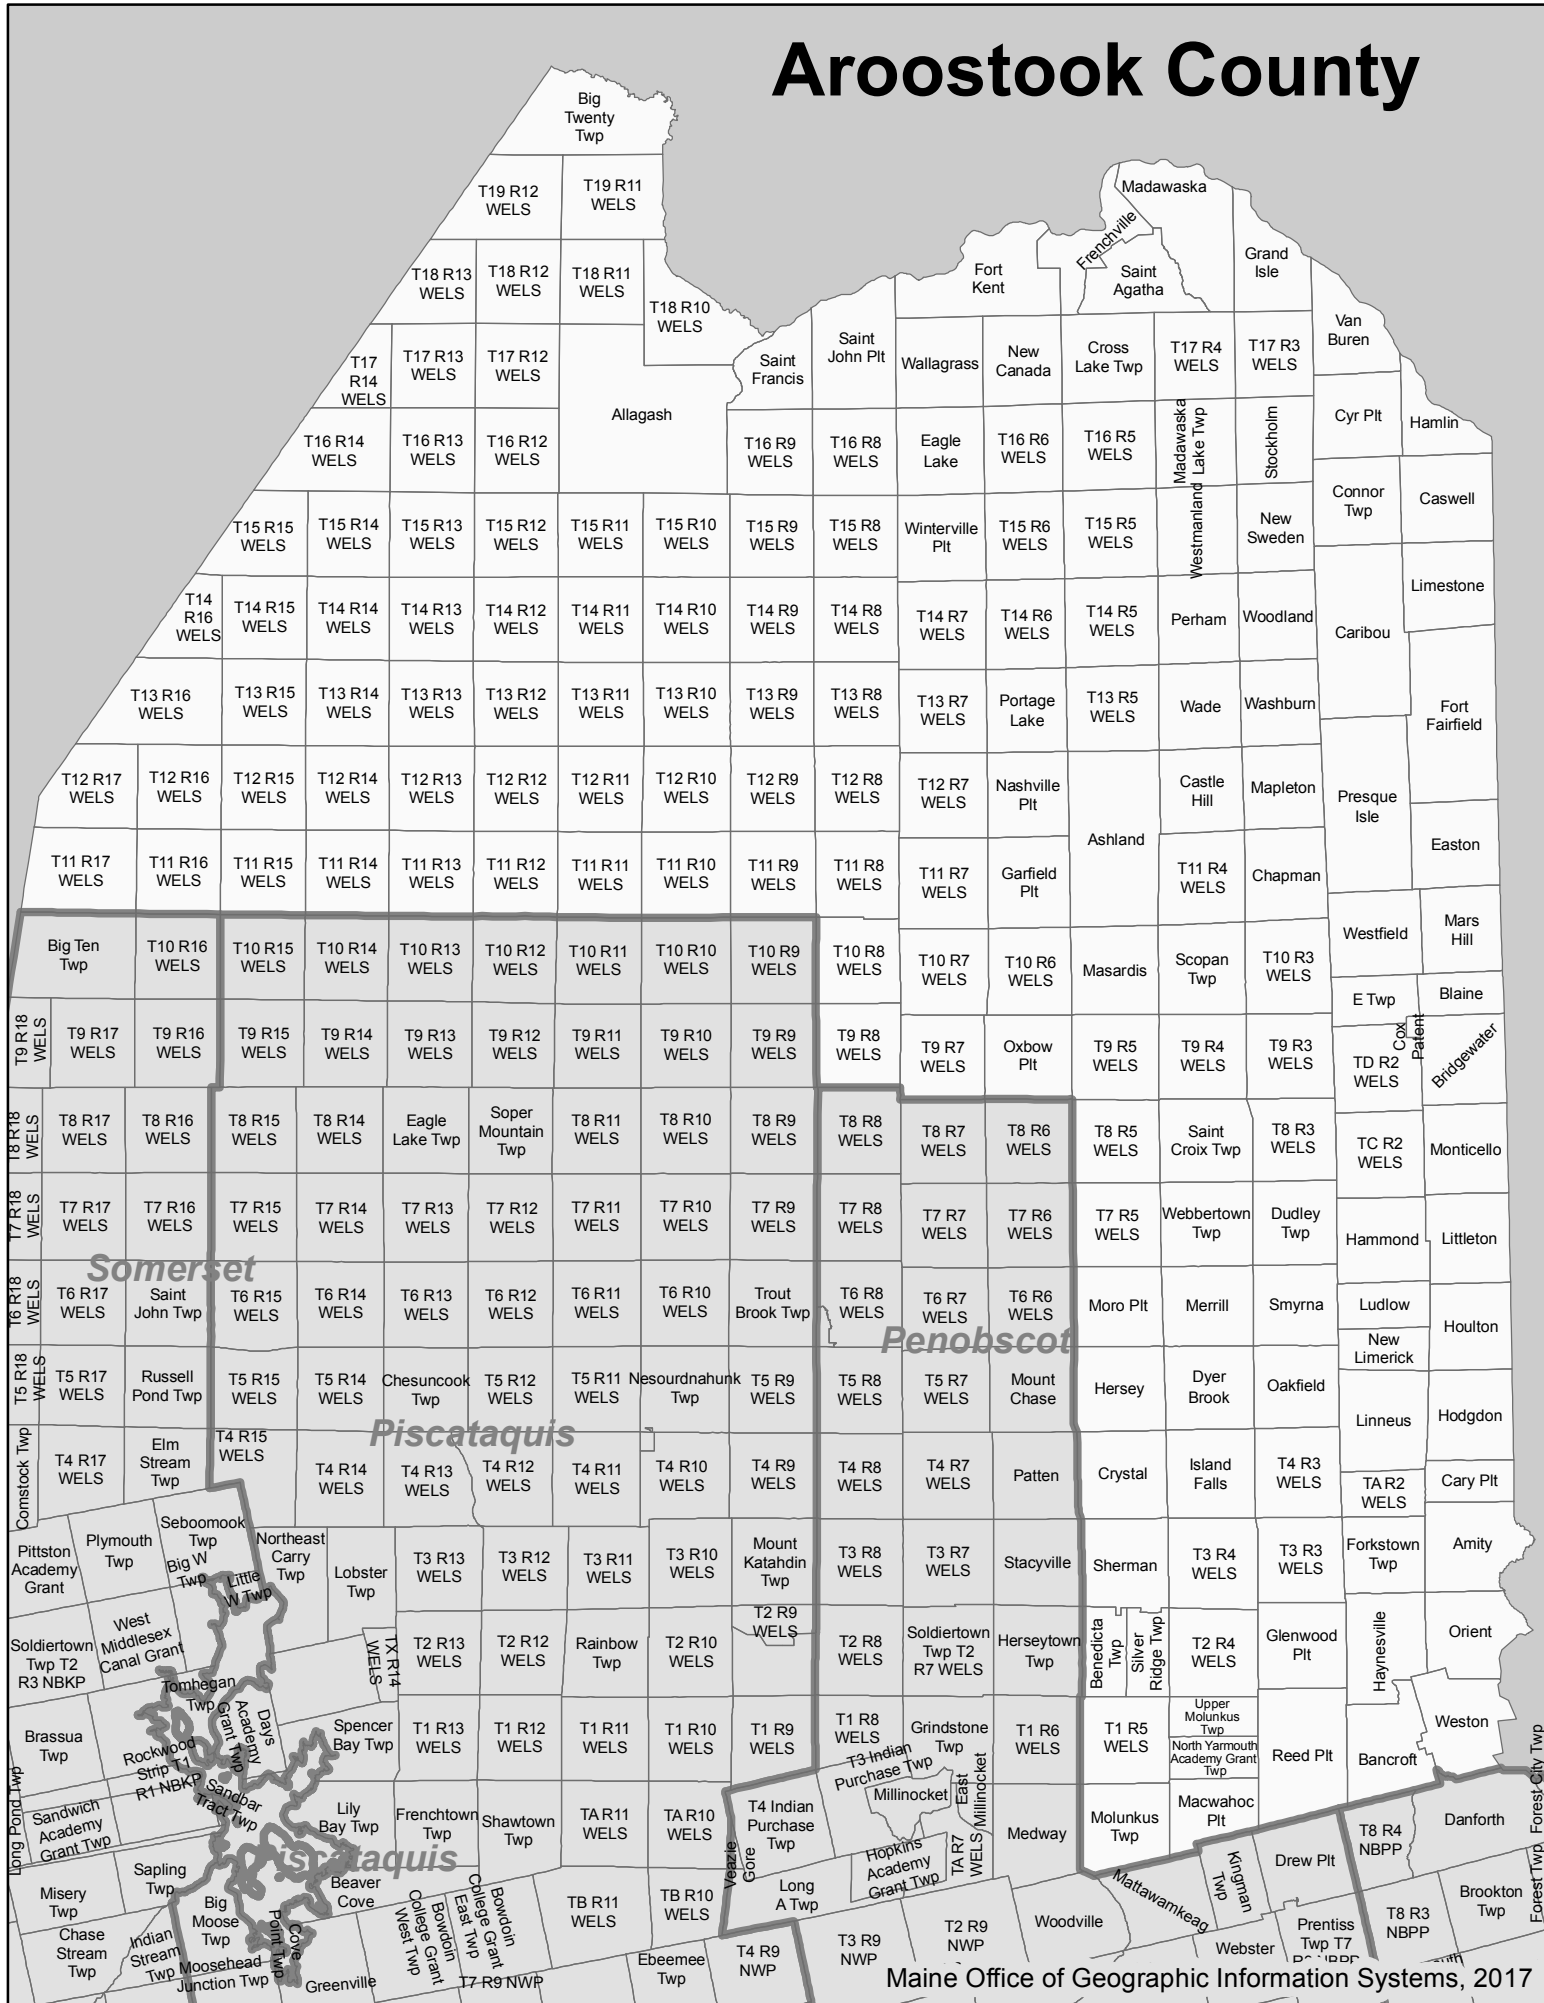 Aroostook County
Big
Twenty
Twp
T19 R12
WELS
T19 R11
WELS
Madawaska
Frenchville
Grand
Isle
Fort
Kent
Saint
Agatha
T18 R13
WELS
T18 R12
WELS
T18 R11
WELS
T18 R10
WELS
Van
Buren
T17
R14
WELS
T17 R13
WELS
T17 R12
WELS
Allagash
Saint
Francis
Saint
John Plt
Wallagrass
New
Canada
Cross
Lake Twp
T17 R4
WELS
T17 R3
WELS
Cyr Plt
Hamlin
T16 R14
WELS
T16 R13
WELS
T16 R12
WELS
T16 R9
WELS
T16 R8
WELS
Eagle
Lake
T16 R6
WELS
T16 R5
WELS
Madawaska
Lake Twp
Stockholm
Connor
Twp
Caswell
T15 R15
WELS
T15 R14
WELS
T15 R13
WELS
T15 R12
WELS
T15 R11
WELS
T15 R10
WELS
T15 R9
WELS
T15 R8
WELS
Winterville
Plt
T15 R6
WELS
T15 R5
WELS
Westmanland
New
Sweden
Limestone
T14
R16
WELS
T14 R15
WELS
T14 R14
WELS
T14 R13
WELS
T14 R12
WELS
T14 R11
WELS
T14 R10
WELS
T14 R9
WELS
T14 R8
WELS
T14 R7
WELS
T14 R6
WELS
T14 R5
WELS
Perham
Woodland
Caribou
T13 R16
WELS
T13 R15
WELS
T13 R14
WELS
T13 R13
WELS
T13 R12
WELS
T13 R11
WELS
T13 R10
WELS
T13 R9
WELS
T13 R8
WELS
T13 R7
WELS
Portage
Lake
T13 R5
WELS
Wade
Washburn
Fort
Fairfield
T12 R17
WELS
T12 R16
WELS
T12 R15
WELS
T12 R14
WELS
T12 R13
WELS
T12 R12
WELS
T12 R11
WELS
T12 R10
WELS
T12 R9
WELS
T12 R8
WELS
T12 R7
WELS
Nashville
Plt
Ashland
Castle
Hill
Mapleton
Presque
Isle
Easton
T11 R17
WELS
T11 R16
WELS
T11 R15
WELS
T11 R14
WELS
T11 R13
WELS
T11 R12
WELS
T11 R11
WELS
T11 R10
WELS
T11 R9
WELS
T11 R8
WELS
T11 R7
WELS
Garfield
Plt
T11 R4
WELS
Chapman
Westfield
Mars
Hill
Big Ten
Twp
T10 R16
WELS
T10 R15
WELS
T10 R14
WELS
T10 R13
WELS
T10 R12
WELS
T10 R11
WELS
T10 R10
WELS
T10 R9
WELS
T10 R8
WELS
T10 R7
WELS
T10 R6
WELS
Masardis
Scopan
Twp
T10 R3
WELS
E Twp
Blaine
T9 R18
WELS
T9 R17
WELS
T9 R16
WELS
T9 R15
WELS
T9 R14
WELS
T9 R13
WELS
T9 R12
WELS
T9 R11
WELS
T9 R10
WELS
T9 R9
WELS
T9 R8
WELS
T9 R7
WELS
Oxbow
Plt
T9 R5
WELS
T9 R4
WELS
T9 R3
WELS
TD R2
WELS
Cox
Patent
Bridgewater
T8 R18
WELS
T8 R17
WELS
T8 R16
WELS
T8 R15
WELS
T8 R14
WELS
Eagle
Lake Twp
Soper
Mountain
Twp
T8 R11
WELS
T8 R10
WELS
T8 R9
WELS
T8 R8
WELS
T8 R7
WELS
T8 R6
WELS
T8 R5
WELS
Saint
Croix Twp
T8 R3
WELS
TC R2
WELS
Monticello
T7 R18
WELS
T7 R17
WELS
T7 R16
WELS
T7 R15
WELS
T7 R14
WELS
T7 R13
WELS
T7 R12
WELS
T7 R11
WELS
T7 R10
WELS
T7 R9
WELS
T7 R8
WELS
T7 R7
WELS
T7 R6
WELS
T7 R5
WELS
Webbertown
Twp
Dudley
Twp
Hammond
Littleton
Somerset
T6 R18
WELS
T6 R17
WELS
Saint
John Twp
T6 R15
WELS
T6 R14
WELS
T6 R13
WELS
T6 R12
WELS
T6 R11
WELS
T6 R10
WELS
Trout
Brook Twp
T6 R8
WELS
T6 R7
WELS
T6 R6
WELS
Moro Plt
Merrill
Smyrna
Ludlow
New
Limerick
Houlton
Penobscot
T5 R18
WELS
T5 R17
WELS
Russell
Pond Twp
T5 R15
WELS
T5 R14
WELS
Chesuncook
Twp
T5 R12
WELS
T5 R11
WELS
Nesourdnahunk
Twp
T5 R9
WELS
T5 R8
WELS
T5 R7
WELS
Mount
Chase
Hersey
Dyer
Brook
Oakfield
Linneus
Hodgdon
Piscataquis
Comstock Twp
T4 R17
WELS
Elm
Stream
Twp
T4 R15
WELS
T4 R14
WELS
T4 R13
WELS
T4 R12
WELS
T4 R11
WELS
T4 R10
WELS
T4 R9
WELS
T4 R8
WELS
T4 R7
WELS
Patten
Crystal
Island
Falls
T4 R3
WELS
TA R2
WELS
Cary Plt
Pittston
Academy
Grant
Plymouth
Twp
Seboomook
Twp
Big W
Twp
Little
W Twp
Northeast
Carry
Twp
Lobster
Twp
T3 R13
WELS
T3 R12
WELS
T3 R11
WELS
T3 R10
WELS
Mount
Katahdin
Twp
T3 R8
WELS
T3 R7
WELS
Stacyville
Sherman
T3 R4
WELS
T3 R3
WELS
Forkstown
Twp
Amity
Soldiertown
Twp T2
R3 NBKP
West
Middlesex
Canal Grant
TX R14
WELS
T2 R13
WELS
T2 R12
WELS
Rainbow
Twp
T2 R10
WELS
T2 R9
WELS
T2 R8
WELS
Soldiertown
Twp T2
R7 WELS
Herseytown
Twp
Benedicta
Twp
Silver
Ridge Twp
T2 R4
WELS
Glenwood
Plt
Haynesville
Orient
Brassua
Twp
Tomhegan
Twp
Days
Academy
Grant Twp
Rockwood
Strip T1
R1 NBKP
Spencer
Bay Twp
T1 R13
WELS
T1 R12
WELS
T1 R11
WELS
T1 R10
WELS
T1 R9
WELS
T1 R8
WELS
Grindstone
Twp
T1 R6
WELS
T1 R5
WELS
Upper
Molunkus
Twp
North Yarmouth
Academy Grant
Twp
Reed Plt
Bancroft
Weston
Forest City Twp
Long Pond Twp
Sandwich
Academy
Grant Twp
Sandbar
Tract Twp
Lily
Bay Twp
Frenchtown
Twp
Shawtown
Twp
TA R11
WELS
TA R10
WELS
Veazie
Gore
T4 Indian
Purchase
Twp
T3 Indian
Purchase Twp
Millinocket
East
Millinocket
Hopkins
Academy
Grant Twp
TA R7
WELS
Medway
Molunkus
Twp
Macwahoc
Plt
T8 R4
NBPP
Danforth
Forest Twp
Misery
Twp
Sapling
Twp
Piscataquis
Beaver
Cove
Big
Moose
Twp
Cove
Point Twp
Bowdoin
College Grant
West Twp
Bowdoin
College Grant
East Twp
TB R11
WELS
TB R10
WELS
Long
A Twp
Mattawamkeag
Kingman
Twp
Drew Plt
Brookton
Twp
Chase
Stream
Twp
Indian
Stream
Twp
Moosehead
Junction Twp
Greenville
T7 R9 NWP
Ebeemee
Twp
T4 R9
NWP
T3 R9
NWP
T2 R9
NWP
Woodville
Webster
Prentiss
Twp T7
R3 NBPP
T8 R3
NBPP
Maine Office of Geographic Information Systems, 2017